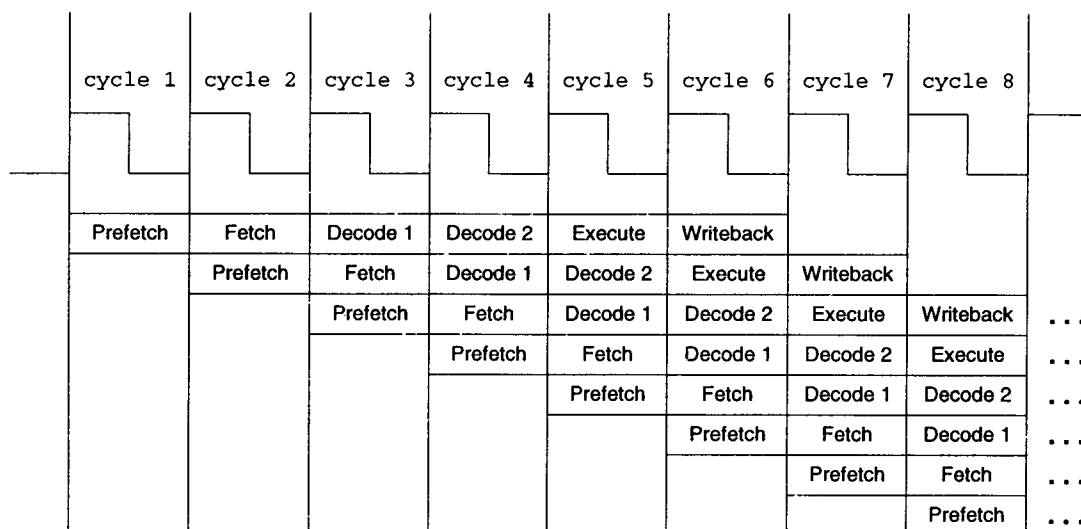 cycle 1 cycle 2 cycle 3 cycle 4 cycle 5 cycle 6 cycle 7 cycle 8
Prefetch Fetch Decode 1 Decode 2 Execute Writeback
Prefetch Fetch Decode 1 Decode 2 Execute Writeback
Prefetch Fetch Decode 1 Decode 2 Execute Writeback ...
Prefetch Fetch Decode 1 Decode 2 Execute ...
Prefetch Fetch Decode 1 Decode 2 ...
Prefetch Fetch Decode 1 ...
Prefetch Fetch ...
Prefetch ...